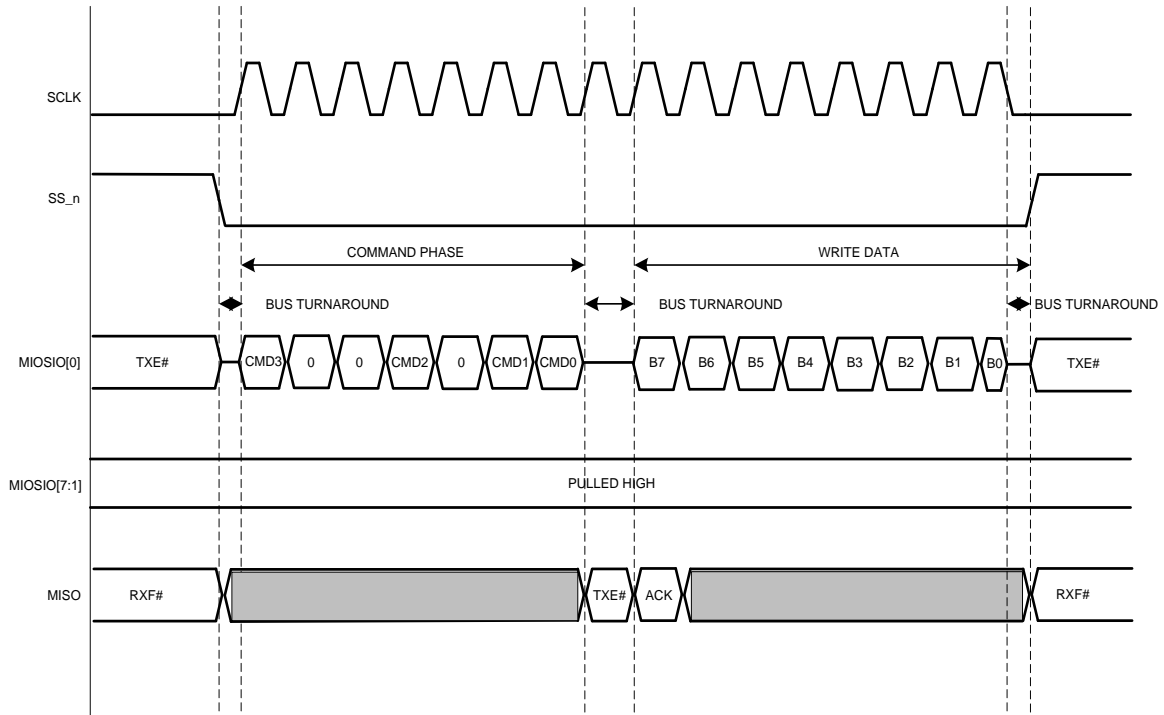 SCLK
SS_n
COMMAND PHASE WRITE DATA
BUS TURNAROUND BUS TURNAROUND BUS TURNAROUND
MIOSIO[0] TXE# CMD3 0 0 CMD2 0 CMD1 CMD0 B7 B6 B5 B4 B3 B2 B1 B0 TXE#
MIOSIO[7:1] PULLED HIGH
MISO RXF# TXE# ACK RXF#